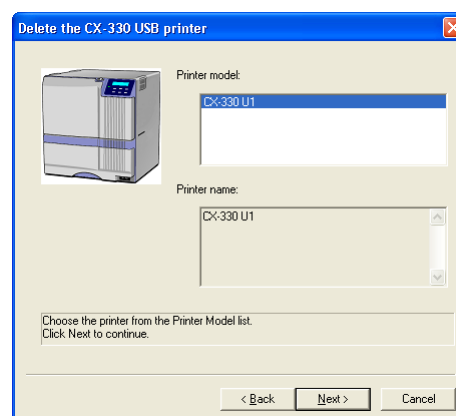 Delete the CX-330 USB printer
Printer model:
CX-330 U1
Printer name:
CX-330 U1
Choose the printer from the Printer Model list.
Click Next to continue.
< Back
Next >
Cancel